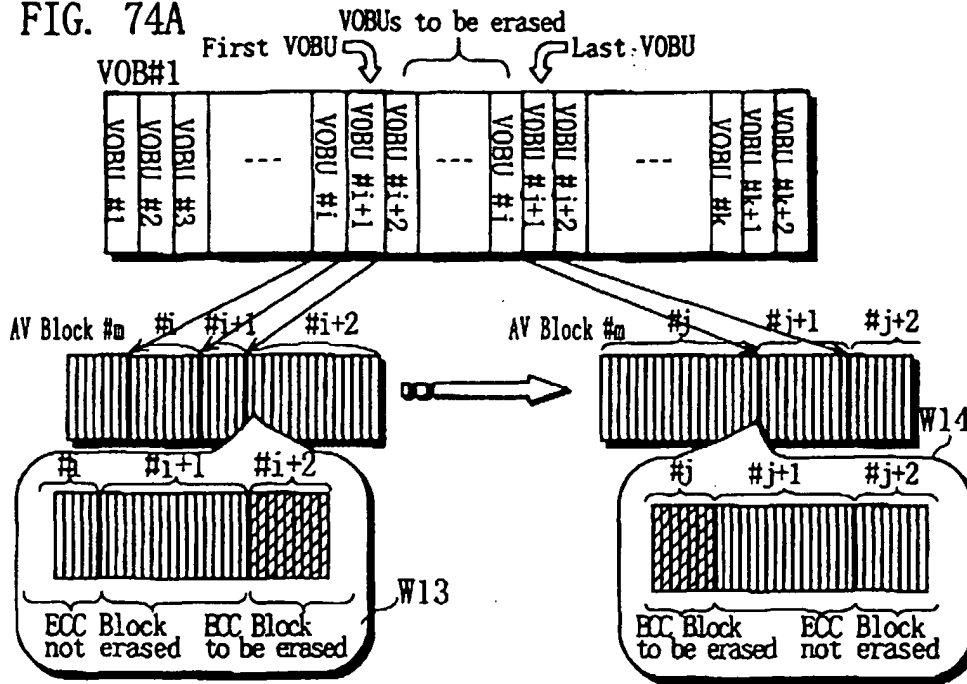 FIG. 74A
VOBUs to be erased
First VOBU
Last VOBU
VOB#1
VOBU #1
VOBU #2
VOBU #3
---
VOBU #i
VOBU #i+1
VOBU #i+2
---
VOBU #j
VOBU #j+1
VOBU #j+2
---
VOBU #k
VOBU #k+1
VOBU #k+2
AV Block #m
#i
#i+1
#i+2
AV Block #m
#j
#j+1
#j+2
#i
#i+1
#i+2
ECC Block
not erased
ECC Block
to be erased
W13
W14
#j
#j+1
#j+2
ECC Block
to be erased
ECC Block
not erased